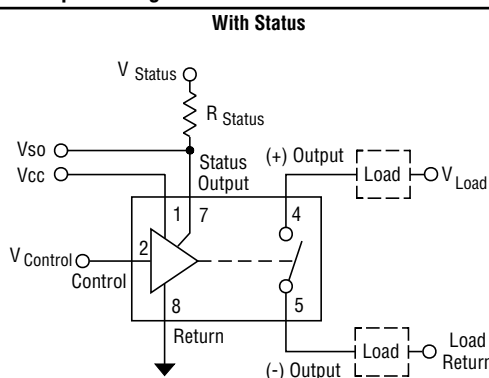 With Status
V Status
R Status
Vso
Vcc
Status
Output
(+) Output
Load
V Load
1
7
4
2
V Control
Control
8
5
Return
Load
Load
Return
(-) Output